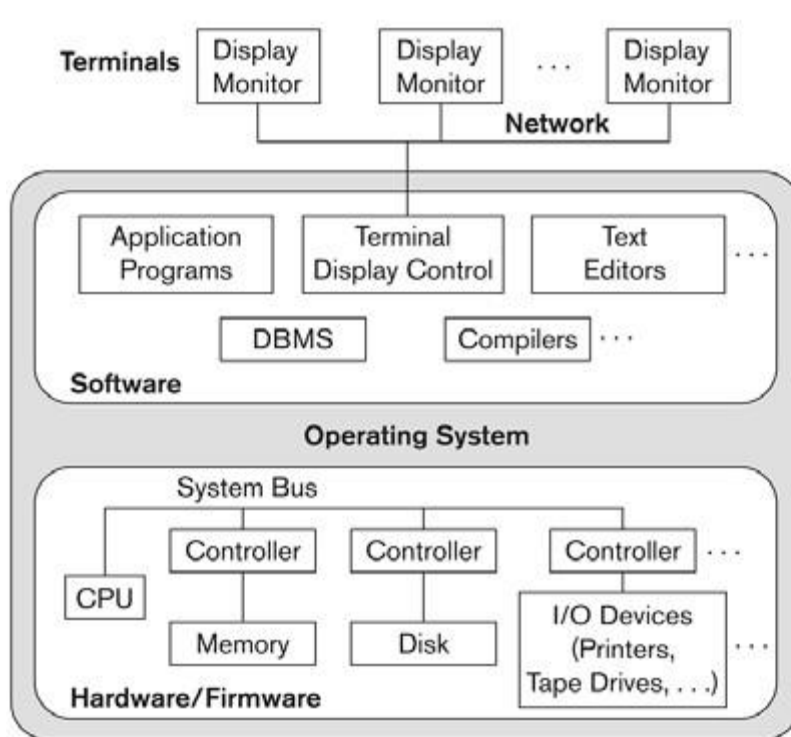 Terminals
Display
Monitor
Display
Monitor
. . .
Display
Monitor
Network
Application
Programs
Terminal
Display Control
Text
Editors
. . .
DBMS
Compilers
. . .
Software
Operating System
System Bus
Controller
Controller
Controller
. . .
CPU
Memory
Disk
I/O Devices
(Printers,
Tape Drives, . . .)
. . .
Hardware/Firmware